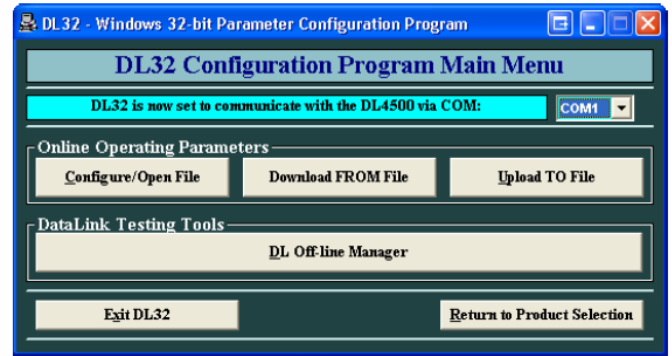 DL32 - Windows 32-bit Parameter Configuration Program
DL32 Configuration Program Main Menu
DL32 is now set to communicate with the DL4500 via COM: COM1
Online Operating Parameters
Configure/Open File Download FROM File Upload TO File
DataLink Testing Tools
DL Off-line Manager
Exit DL32 Return to Product Selection